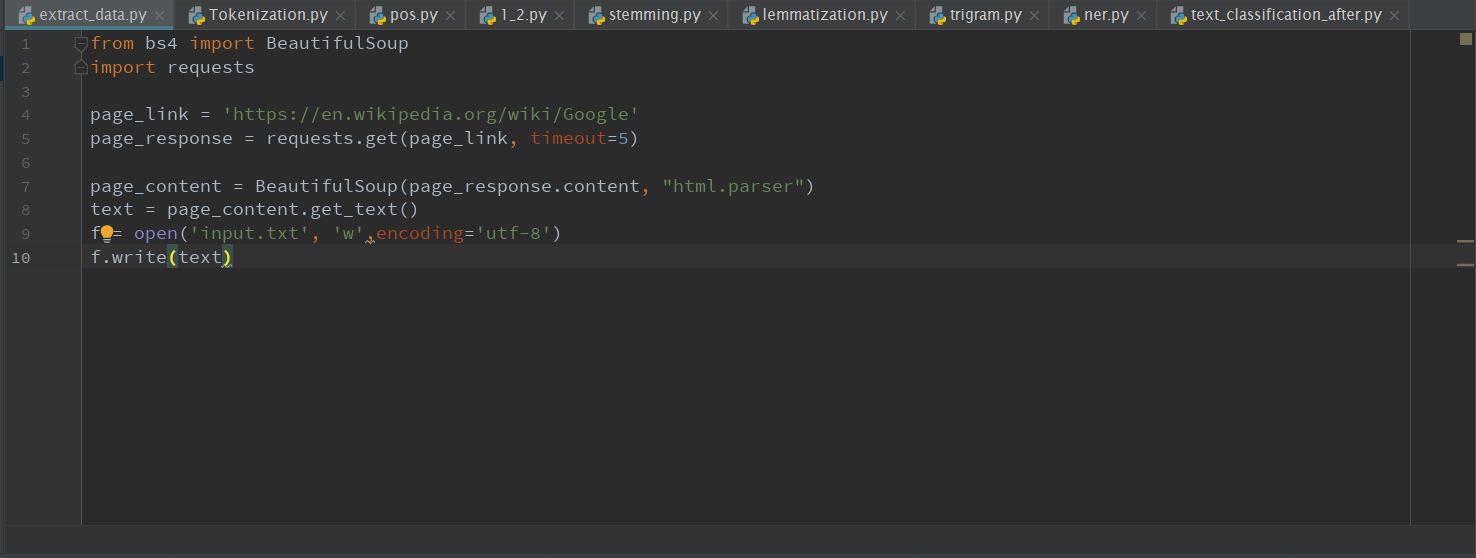 extract_data.py Tokenization.py pos.py 1_2.py stemming.py lemmatization.py trigram.py ner.py text_classification_after.py
1 from bs4 import BeautifulSoup
2 import requests
3
4 page_link = 'https://en.wikipedia.org/wiki/Google'
5 page_response = requests.get(page_link, timeout=5)
6
7 page_content = BeautifulSoup(page_response.content, "html.parser")
8 text = page_content.get_text()
9 f = open('input.txt', 'w',encoding='utf-8')
10 f.write(text)